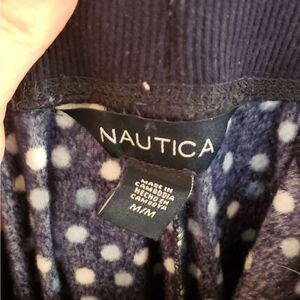 NAUTICA
MADE IN
CAMBODIA
HECHO EN
CAMBOYA
M/M